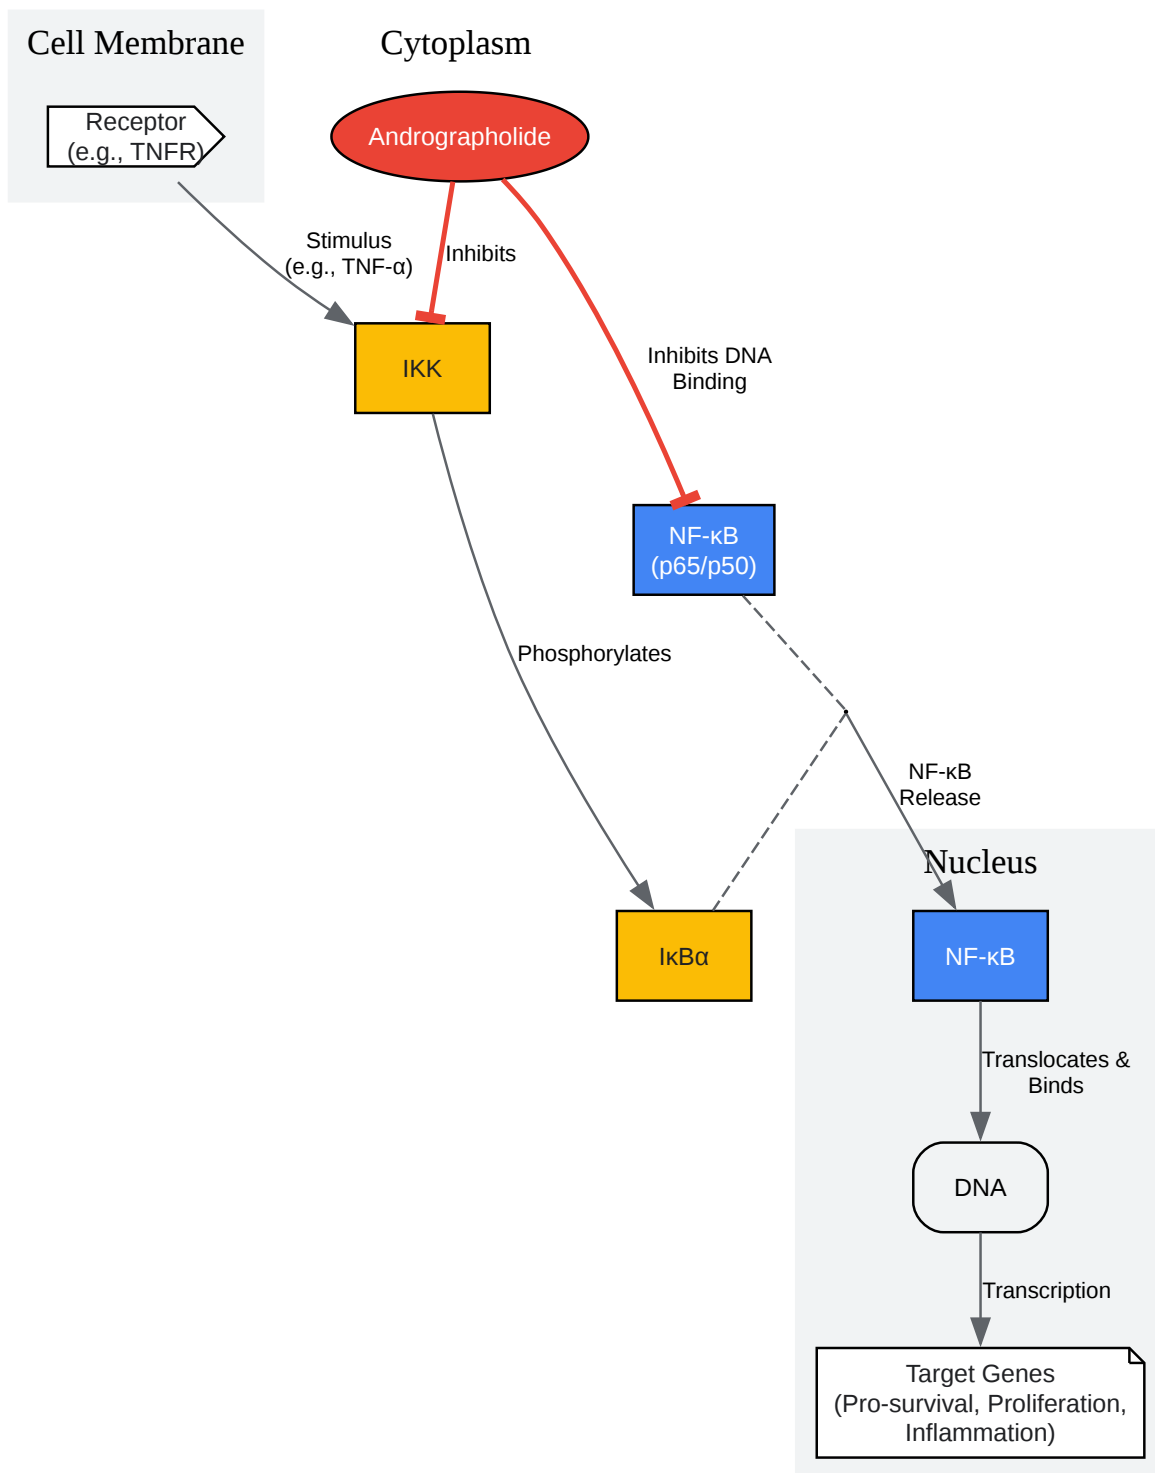 Cell Membrane
Cytoplasm
Receptor
(e.g., TNFR)
Andrographolide
Stimulus
(e.g., TNF-α)
Inhibits
Inhibits DNA
Binding
IKK
NF-κB
(p65/p50)
Phosphorylates
NF-κB
Release
Nucleus
IκBα
NF-κB
Translocates &
Binds
DNA
Transcription
Target Genes
(Pro-survival, Proliferation,
Inflammation)